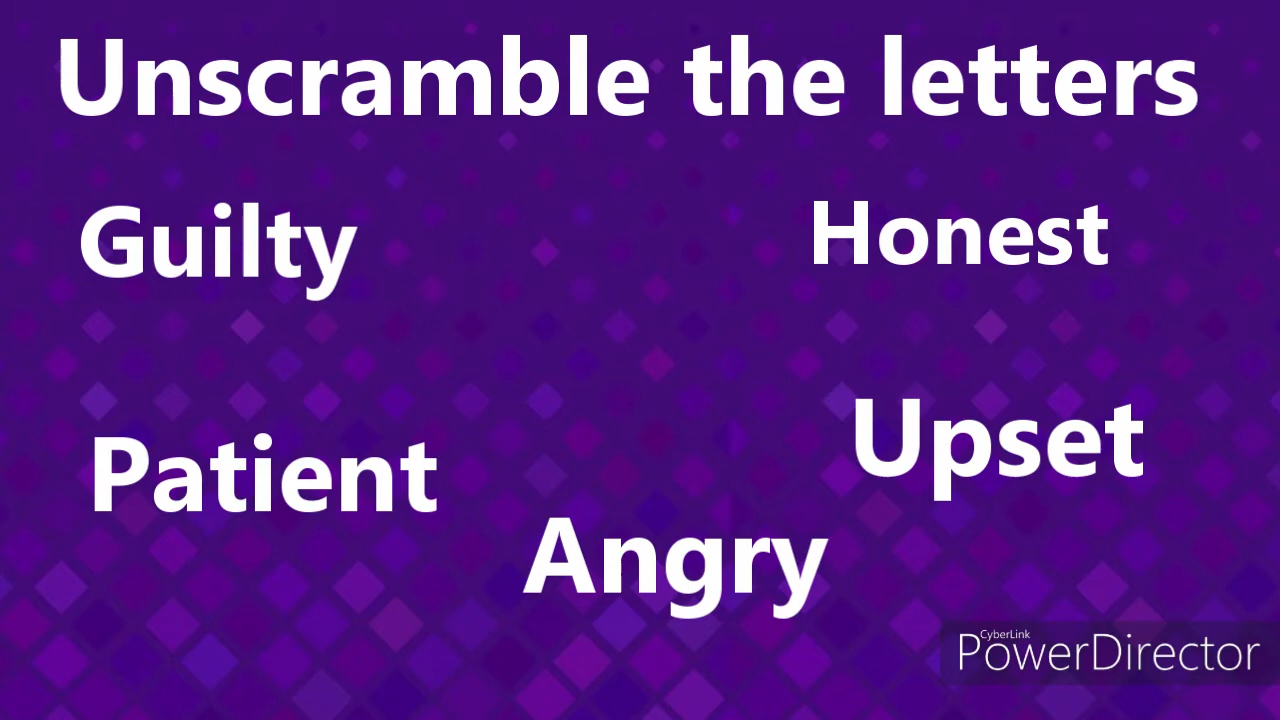 Unscramble the letters
Guilty
Honest
Patient
Upset
Angry
CyberLink
PowerDirector